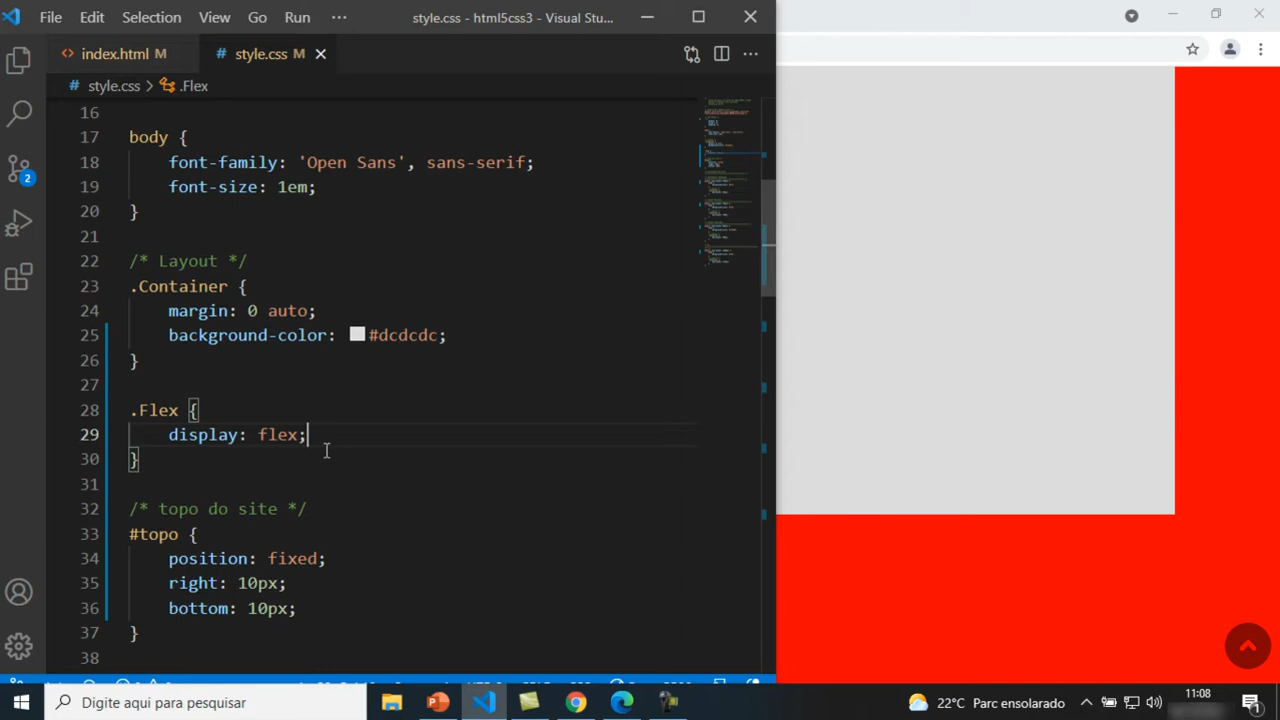 File Edit Selection View Go Run ··· style.css - html5css3 - Visual Stu...
index.html M # style.css M
# style.css > .Flex
16
17 body {
18 font-family: 'Open Sans', sans-serif;
19 font-size: 1em;
20 }
21
22 /* Layout */
23 .Container {
24 margin: 0 auto;
25 background-color: #dcdcdc;
26 }
27
28 .Flex {
29 display: flex;
30 }
31
32 /* topo do site */
33 #topo {
34 position: fixed;
35 right: 10px;
36 bottom: 10px;
37 }
38
2
Digite aqui para pesquisar
22°C Parc ensolarado
11:08
1